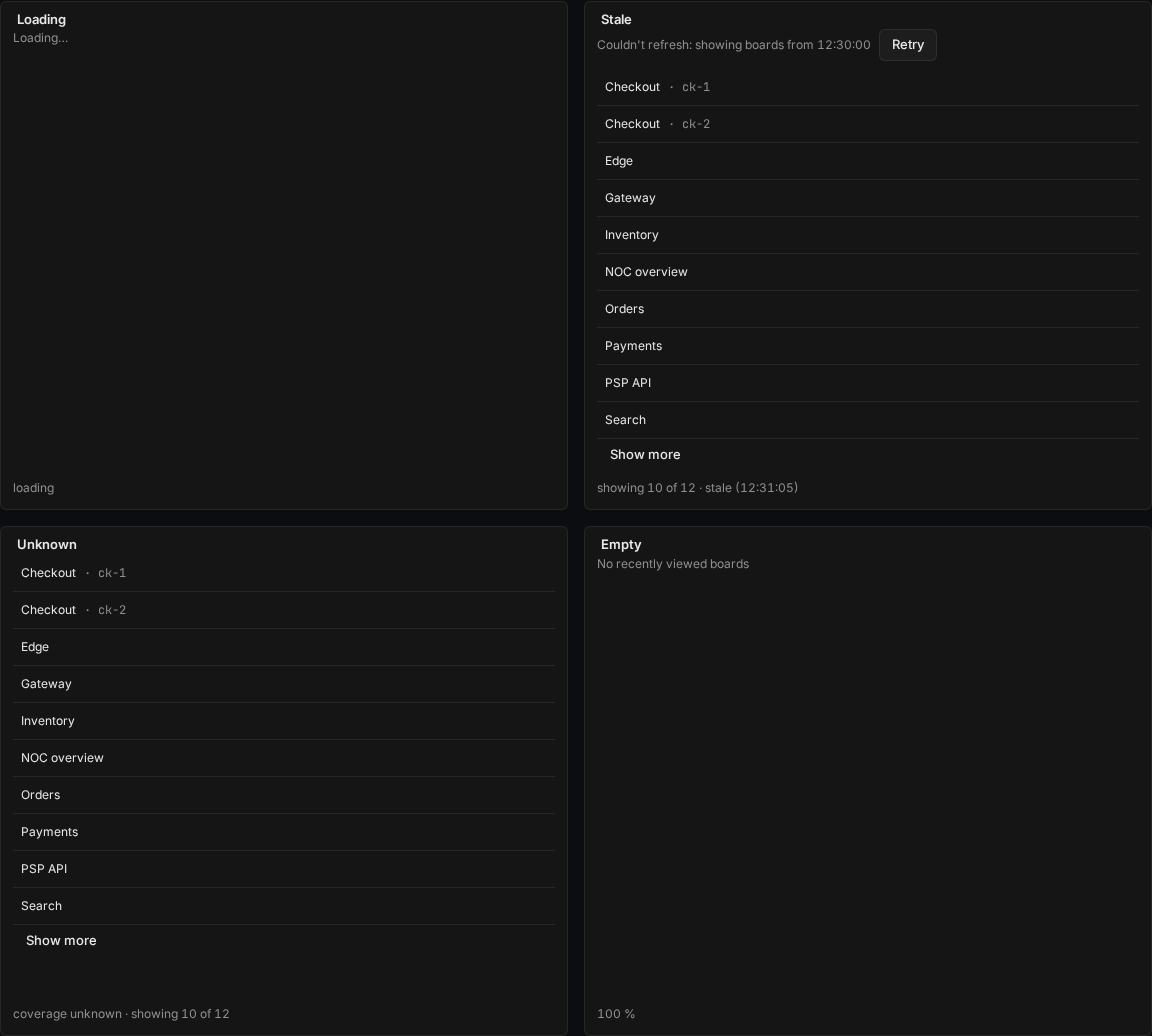 Loading
Loading...
loading
Stale
Couldn't refresh: showing boards from 12:30:00 Retry
Checkout · ck-1
Checkout · ck-2
Edge
Gateway
Inventory
NOC overview
Orders
Payments
PSP API
Search
Show more
showing 10 of 12 · stale (12:31:05)
Unknown
Checkout · ck-1
Checkout · ck-2
Edge
Gateway
Inventory
NOC overview
Orders
Payments
PSP API
Search
Show more
coverage unknown · showing 10 of 12
Empty
No recently viewed boards
100 %